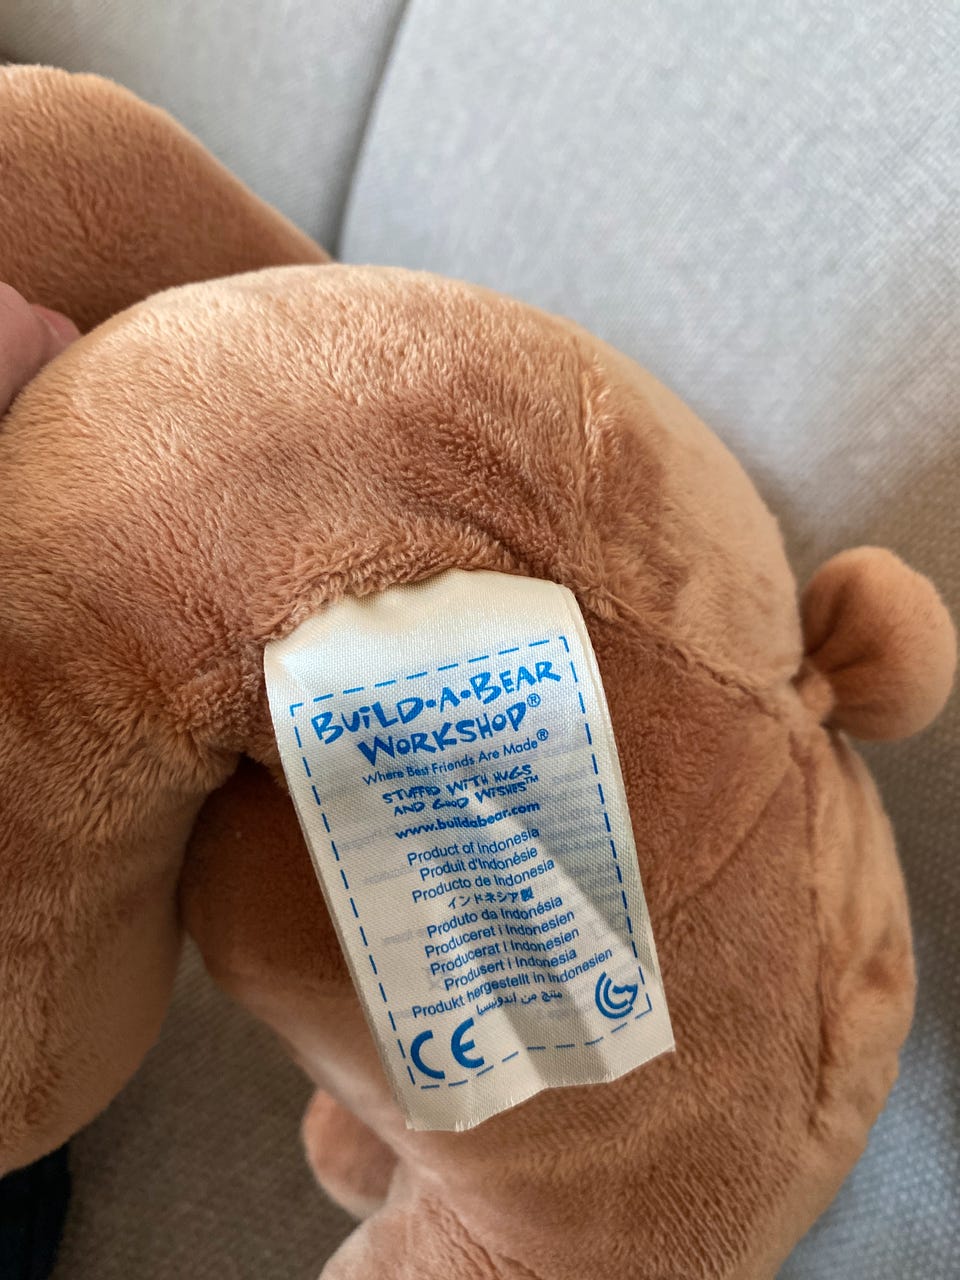 BUiLD•A•BEAR
WORKSHOP®
Where Best Friends Are Made®
STUFFED WiTH HUGS
AND GOOD WiSHES™
www.buildabear.com
Product of Indonesia
Produit d'Indonésie
Producto de Indonesia
インドネシア製
Produto da Indonésia
Produceret i Indonesien
Producerat i Indonesien
Produsert i Indonesia
Produkt hergestellt in Indonesien
منتج من اندونيسيا
CE